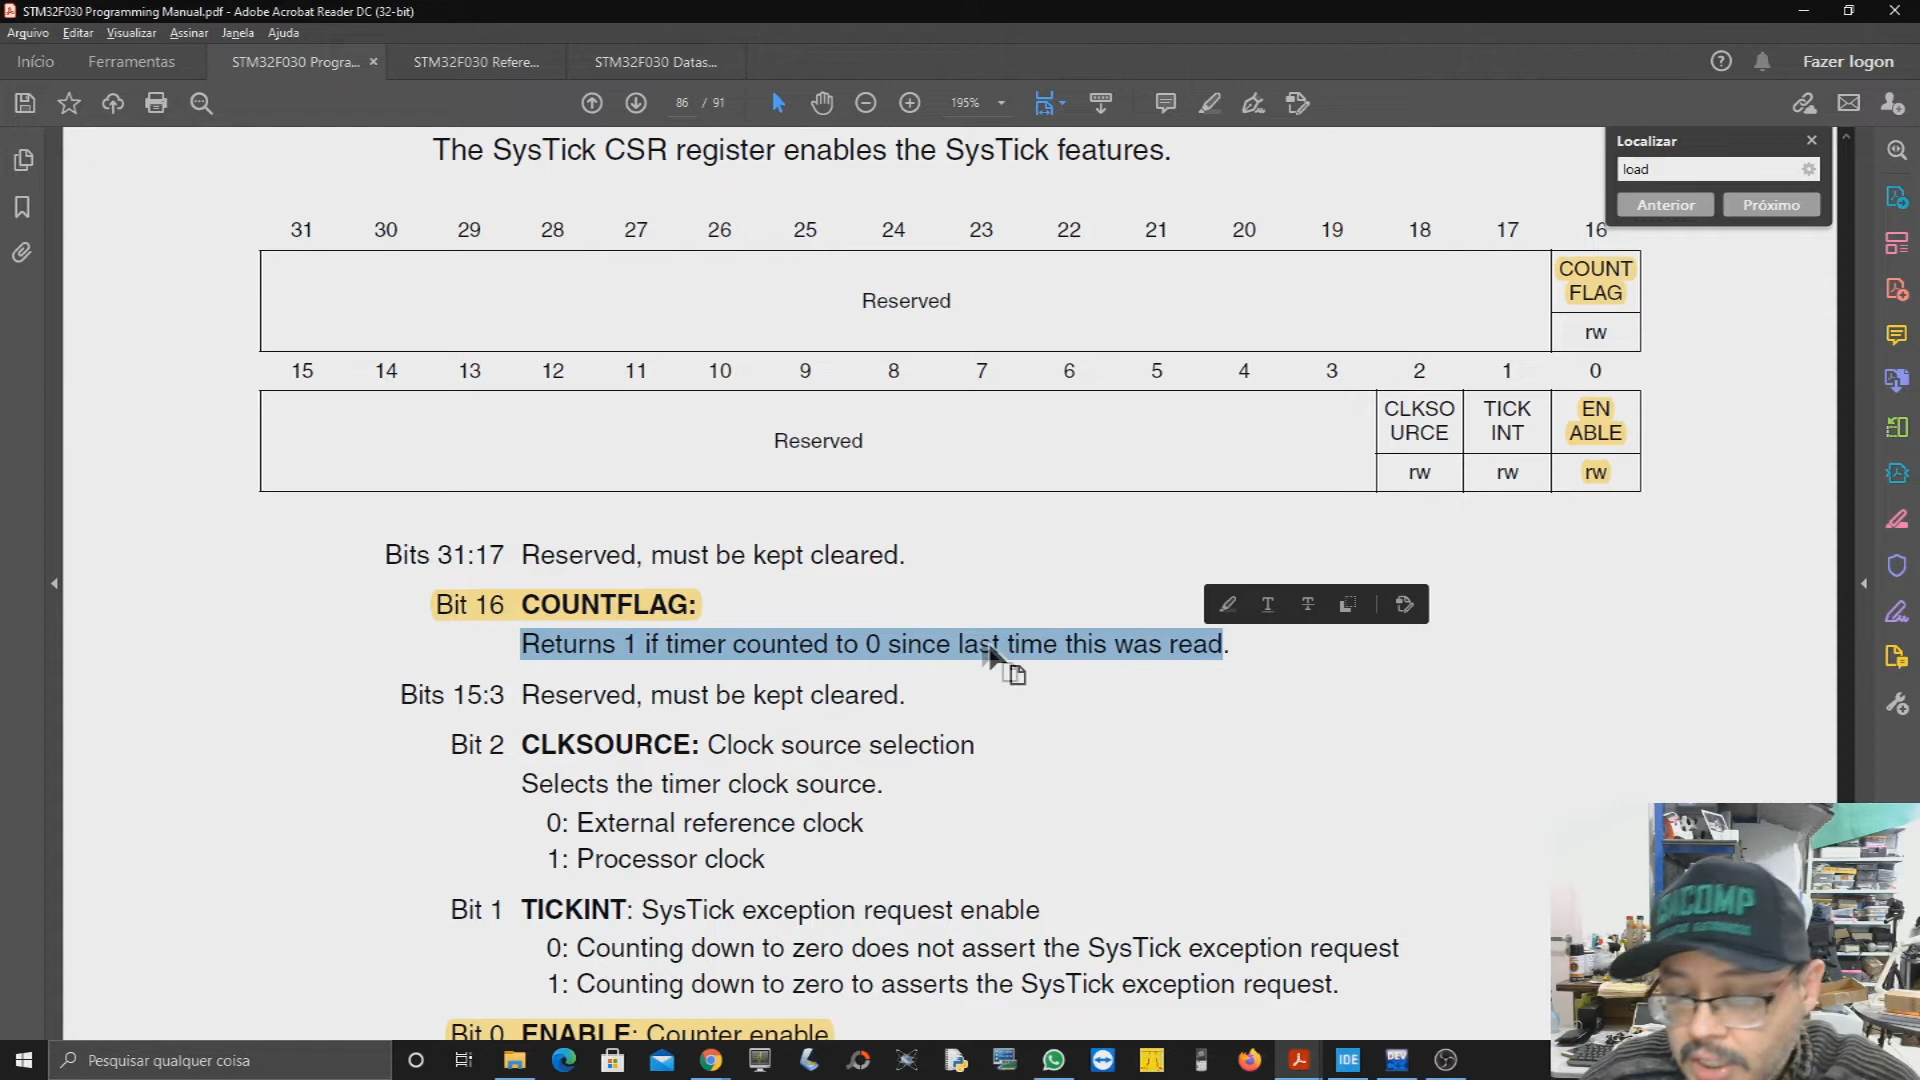 STM32F030 Programming Manual.pdf - Adobe Acrobat Reader DC (32-bit)
Arquivo Editar Visualizar Assinar Janela Ajuda
Início Ferramentas STM32F030 Progra... × STM32F030 Refere... STM32F030 Datas... Fazer logon
86 / 91 195%
The SysTick CSR register enables the SysTick features.
Localizar
load
Anterior Próximo
31 30 29 28 27 26 25 24 23 22 21 20 19 18 17 16
Reserved
COUNT
FLAG
rw
15 14 13 12 11 10 9 8 7 6 5 4 3 2 1 0
Reserved
CLKSO
URCE
rw
TICK
INT
rw
EN
ABLE
rw
Bits 31:17 Reserved, must be kept cleared.
Bit 16 COUNTFLAG:
Returns 1 if timer counted to 0 since last time this was read.
Bits 15:3 Reserved, must be kept cleared.
Bit 2 CLKSOURCE: Clock source selection
Selects the timer clock source.
0: External reference clock
1: Processor clock
Bit 1 TICKINT: SysTick exception request enable
0: Counting down to zero does not assert the SysTick exception request
1: Counting down to zero to asserts the SysTick exception request.
Bit 0 ENABLE: Counter enable
Pesquisar qualquer coisa
IDE
DEV